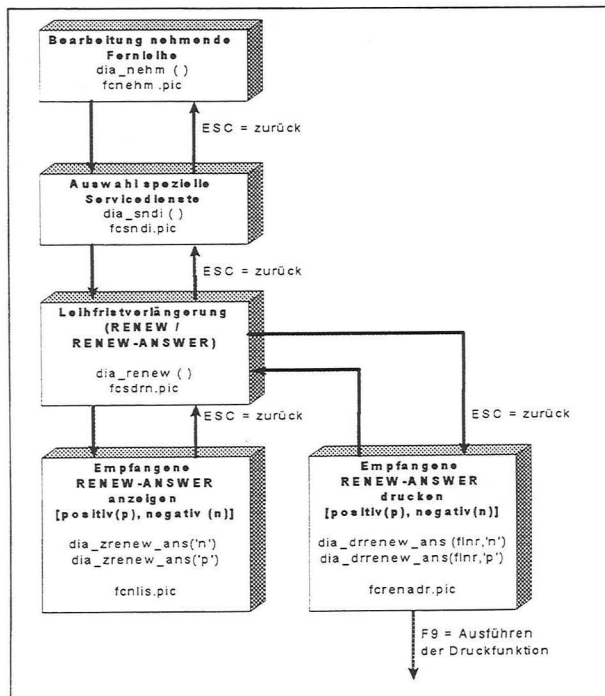 Bearbeitung nehmende
Fernleihe
dia_nehm ( )
fcnehm.pic
ESC = zurück
Auswahl spezielle
Servicedienste
dia_sndi ( )
fcsndi.pic
ESC = zurück
Leihfristverlängerung
(RENEW /
RENEW-ANSWER)
dia_renew ( )
fcsdrn.pic
ESC = zurück
ESC = zurück
Empfangene
RENEW-ANSWER
anzeigen
[positiv(p), negativ (n)]
dia_zrenew_ans('n')
dia_zrenew_ans('p')
fcnlis.pic
Empfangene
RENEW-ANSWER
drucken
[positiv(p), negativ(n)]
dia_drrenew_ans (flnr,'n')
dia_drrenew_ans(flnr,'p')
fcrenadr.pic
F9 = Ausführen
der Druckfunktion